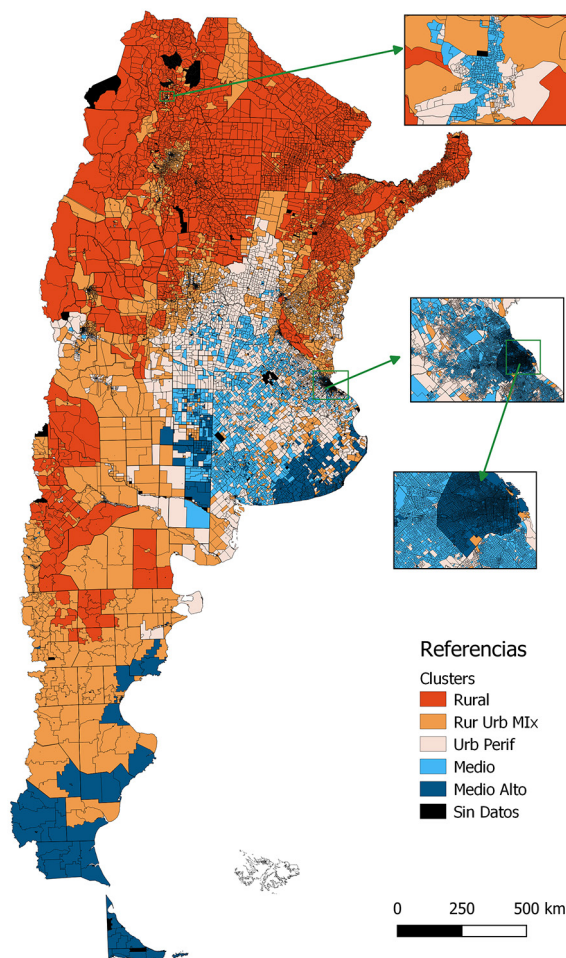 Referencias
Clusters
Rural
Rur Urb MIx
Urb Perif
Medio
Medio Alto
Sin Datos
0 250 500 km